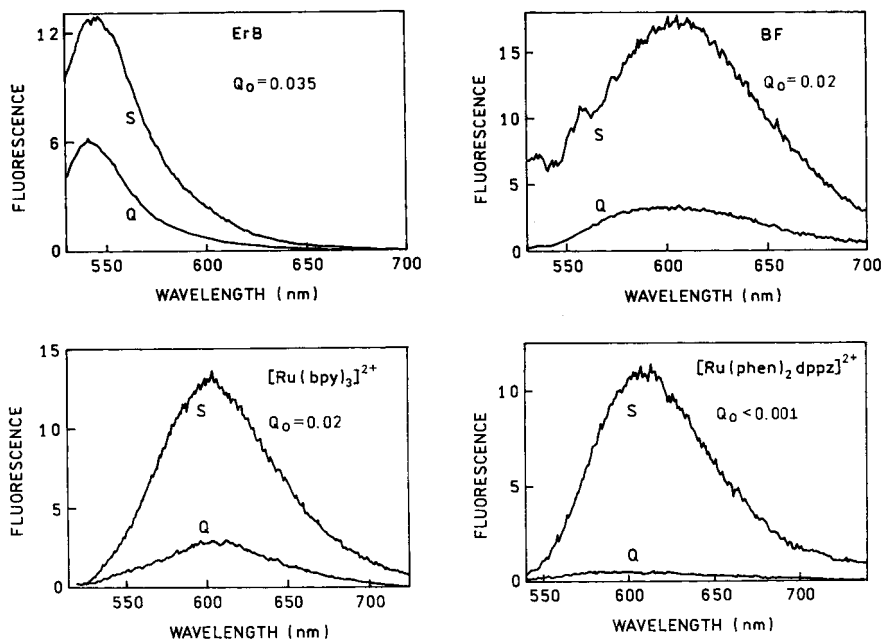 ErB
Q₀=0.035
S
Q
12
6
0
550
600
650
700
FLUORESCENCE
WAVELENGTH (nm)
BF
Q₀=0.02
S
Q
15
10
5
0
550
600
650
700
FLUORESCENCE
WAVELENGTH (nm)
[Ru(bpy)₃]²⁺
Q₀=0.02
S
Q
15
10
5
0
550
600
650
700
FLUORESCENCE
WAVELENGTH (nm)
[Ru(phen)₂dppz]²⁺
Q₀<0.001
S
Q
10
5
0
550
600
650
700
FLUORESCENCE
WAVELENGTH (nm)